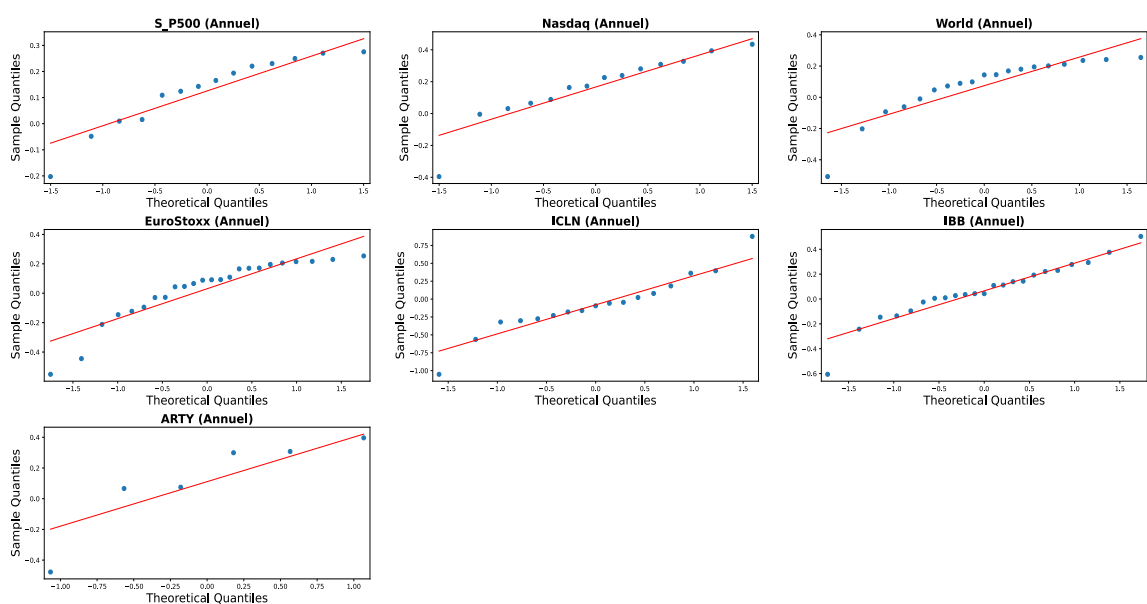 S_P500 (Annuel)
Sample Quantiles
0.3
0.2
0.1
0.0
−0.1
−0.2
−1.5 −1.0 −0.5 0.0 0.5 1.0 1.5
Theoretical Quantiles
Nasdaq (Annuel)
Sample Quantiles
0.4
0.2
0.0
−0.2
−0.4
−1.5 −1.0 −0.5 0.0 0.5 1.0 1.5
Theoretical Quantiles
World (Annuel)
Sample Quantiles
0.4
0.2
0.0
−0.2
−0.4
−1.5 −1.0 −0.5 0.0 0.5 1.0 1.5
Theoretical Quantiles
EuroStoxx (Annuel)
Sample Quantiles
0.4
0.2
0.0
−0.2
−0.4
−1.5 −1.0 −0.5 0.0 0.5 1.0 1.5
Theoretical Quantiles
ICLN (Annuel)
Sample Quantiles
0.75
0.50
0.25
0.00
−0.25
−0.50
−0.75
−1.00
−1.5 −1.0 −0.5 0.0 0.5 1.0 1.5
Theoretical Quantiles
IBB (Annuel)
Sample Quantiles
0.4
0.2
0.0
−0.2
−0.4
−0.6
−1.5 −1.0 −0.5 0.0 0.5 1.0 1.5
Theoretical Quantiles
ARTY (Annuel)
Sample Quantiles
0.4
0.2
0.0
−0.2
−0.4
−1.00 −0.75 −0.50 −0.25 0.00 0.25 0.50 0.75 1.00
Theoretical Quantiles